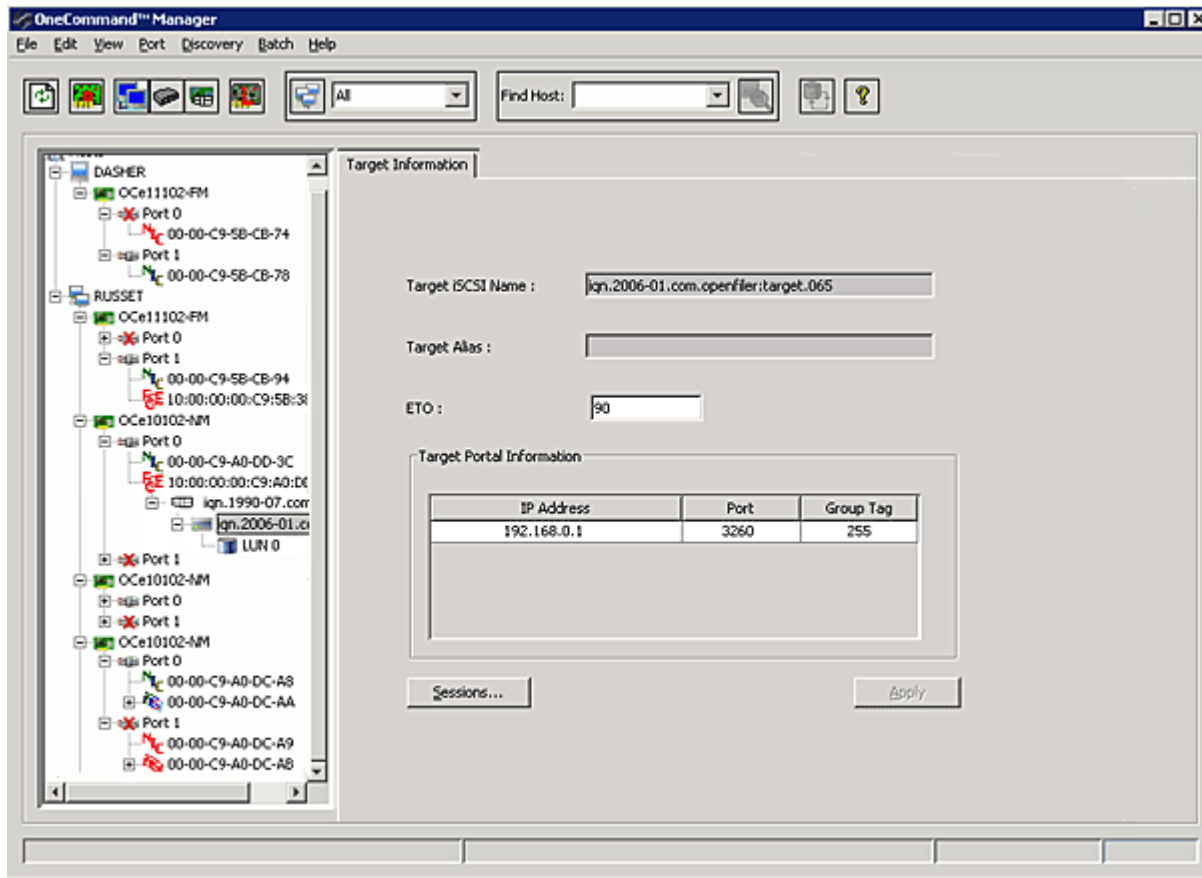 OneCommand™ Manager
File Edit View Port Discovery Batch Help
All
Find Host:
DASHER
OCe11102-FM
Port 0
00-00-C9-5B-CB-74
Port 1
00-00-C9-5B-CB-78
RUSSET
OCe11102-FM
Port 0
Port 1
00-00-C9-5B-CB-94
10:00:00:00:C9:5B:38
OCe10102-NM
Port 0
00-00-C9-A0-DD-3C
10:00:00:00:C9:A0:DD
iqn.1990-07.com
iqn.2006-01.co
LUN 0
Port 1
OCe10102-NM
Port 0
Port 1
OCe10102-NM
Port 0
00-00-C9-A0-DC-A8
00-00-C9-A0-DC-AA
Port 1
00-00-C9-A0-DC-A9
00-00-C9-A0-DC-AB
Target Information
Target iSCSI Name : iqn.2006-01.com.openfiler:target.065
Target Alias :
ETO : 90
Target Portal Information
IP Address Port Group Tag
192.168.0.1 3260 255
Sessions... Apply